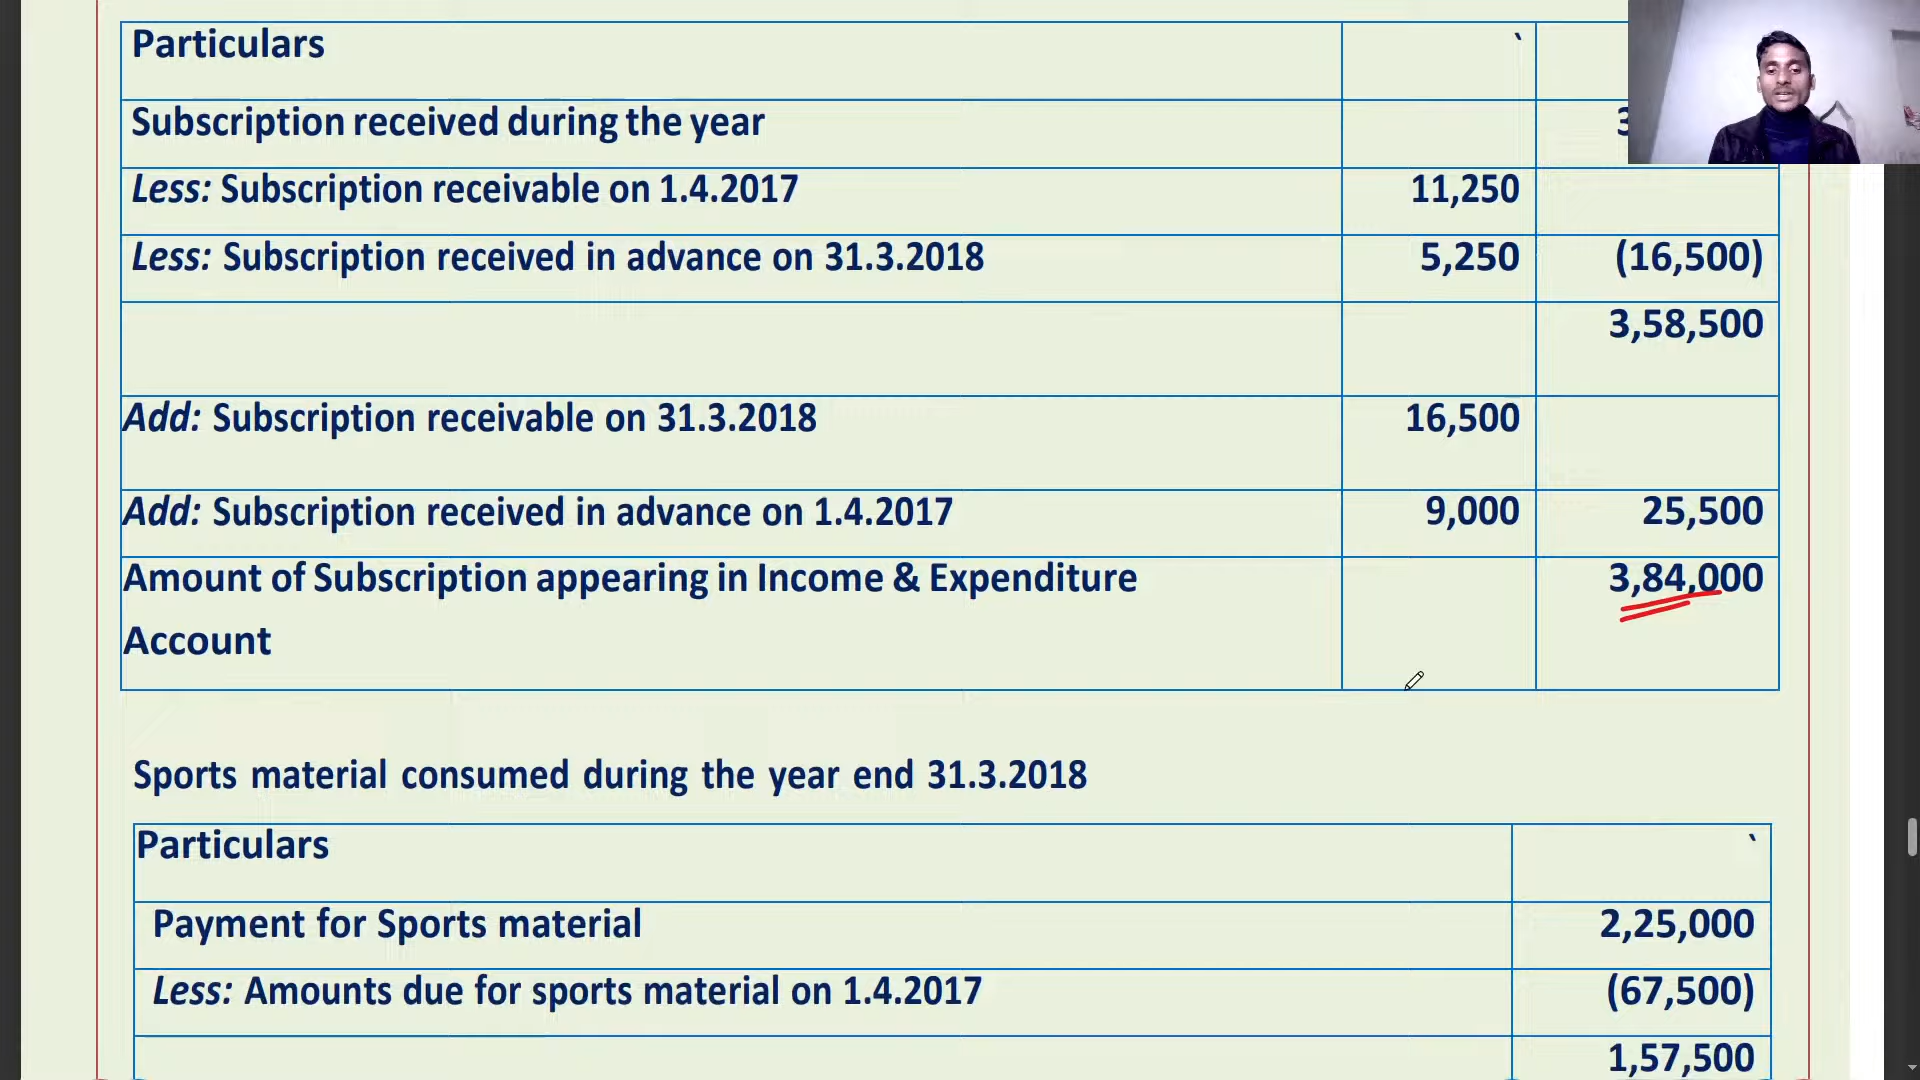 Particulars `
Subscription received during the year 3
Less: Subscription receivable on 1.4.2017 11,250
Less: Subscription received in advance on 31.3.2018 5,250 (16,500)
3,58,500
Add: Subscription receivable on 31.3.2018 16,500
Add: Subscription received in advance on 1.4.2017 9,000 25,500
Amount of Subscription appearing in Income & Expenditure 3,84,000
Account
Sports material consumed during the year end 31.3.2018
Particulars `
Payment for Sports material 2,25,000
Less: Amounts due for sports material on 1.4.2017 (67,500)
1,57,500